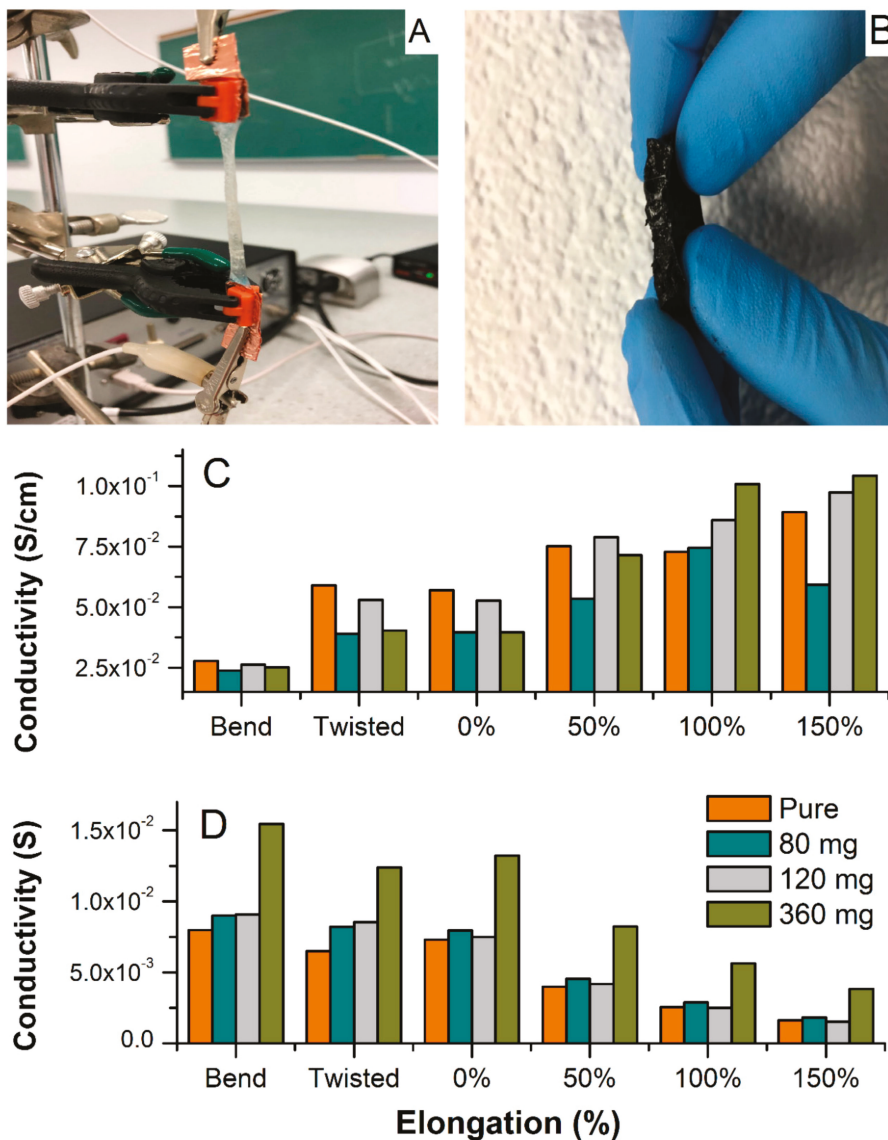 A
B
C
Conductivity (S/cm)
1.0x10⁻¹
7.5x10⁻²
5.0x10⁻²
2.5x10⁻²
Bend Twisted 0% 50% 100% 150%
D
Conductivity (S)
1.5x10⁻²
1.0x10⁻²
5.0x10⁻³
0.0
Pure
80 mg
120 mg
360 mg
Bend Twisted 0% 50% 100% 150%
Elongation (%)